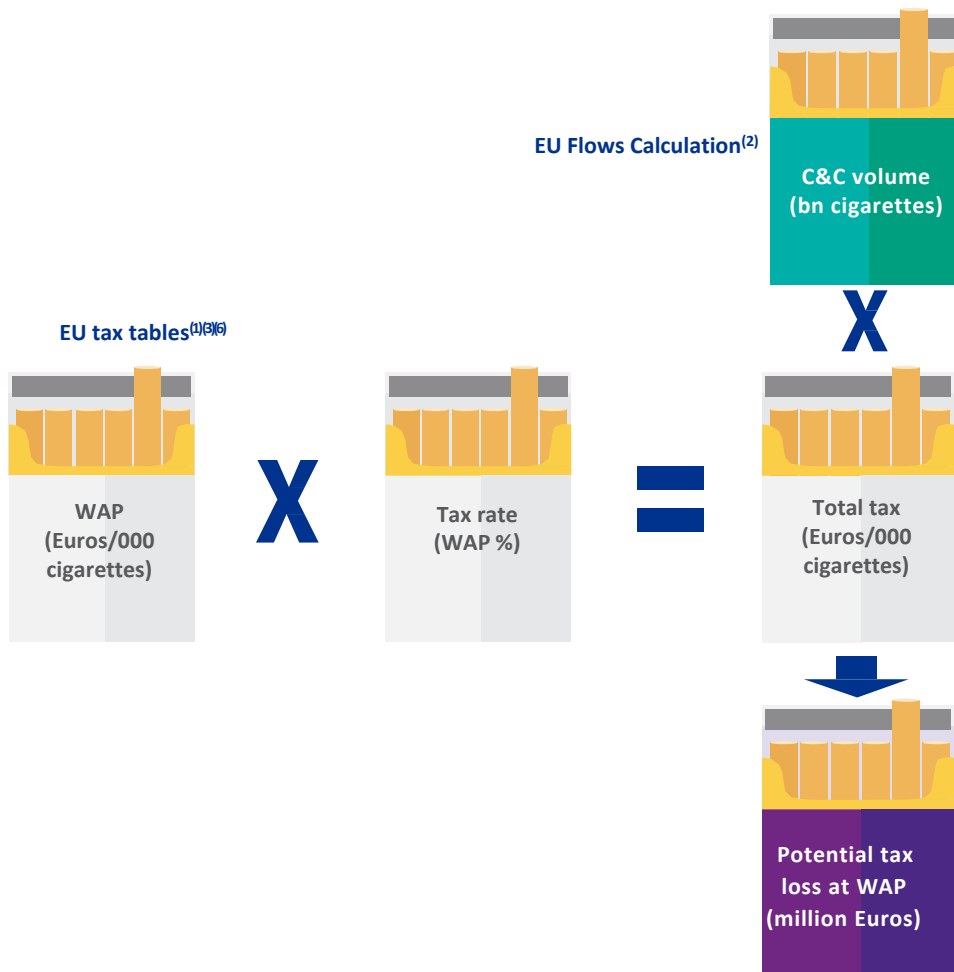 EU Flows Calculation(2)
C&C volume
(bn cigarettes)
X
EU tax tables(1)(3)(6)
WAP
(Euros/000
cigarettes)
X
Tax rate
(WAP %)
=
Total tax
(Euros/000
cigarettes)
Potential tax
loss at WAP
(million Euros)